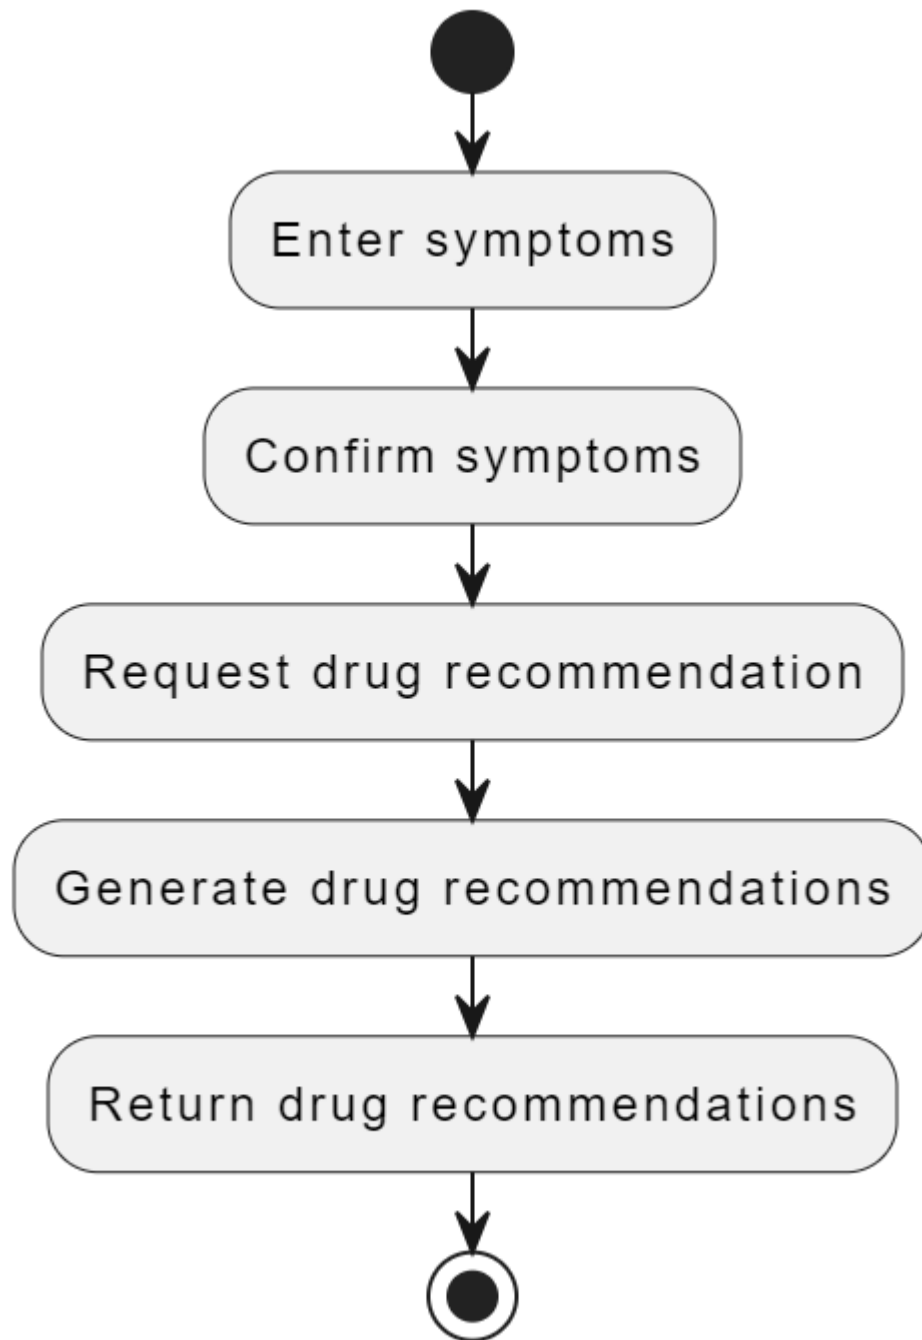 Enter symptoms
Confirm symptoms
Request drug recommendation
Generate drug recommendations
Return drug recommendations